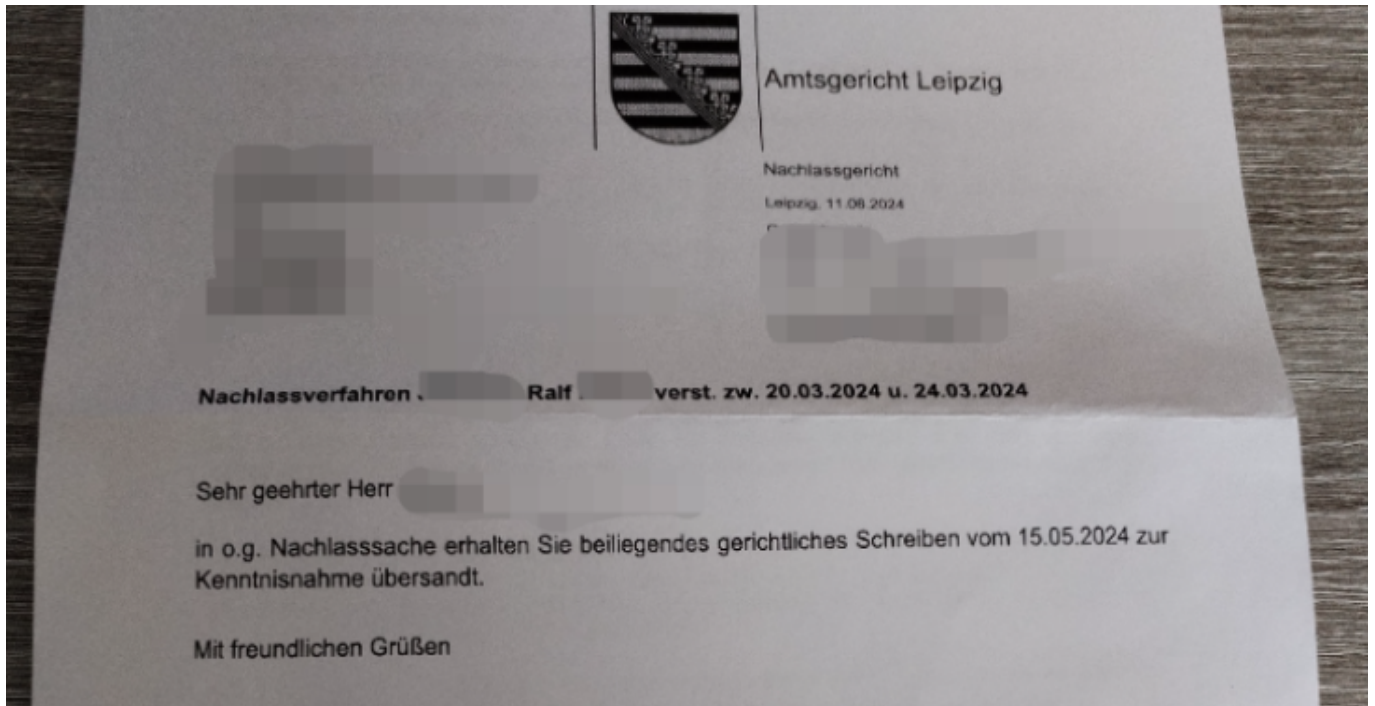 Amtsgericht Leipzig
Nachlassgericht
Leipzig, 11.06.2024
Nachlassverfahren Ralf verst. zw. 20.03.2024 u. 24.03.2024
Sehr geehrter Herr
in o.g. Nachlasssache erhalten Sie beiliegendes gerichtliches Schreiben vom 15.05.2024 zur
Kenntnisnahme übersandt.
Mit freundlichen Grüßen